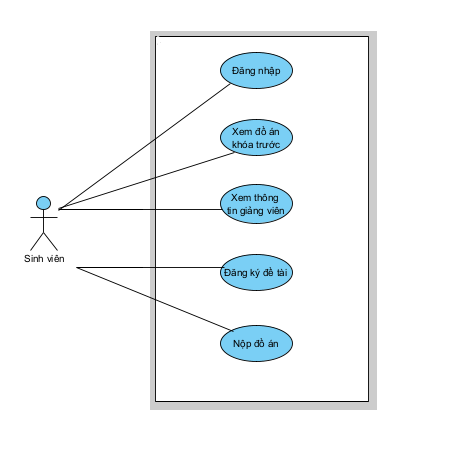 Đăng nhập
Xem đồ án
khóa trước
Xem thông
tin giảng viên
Sinh viên
Đăng ký đề tài
Nộp đồ án